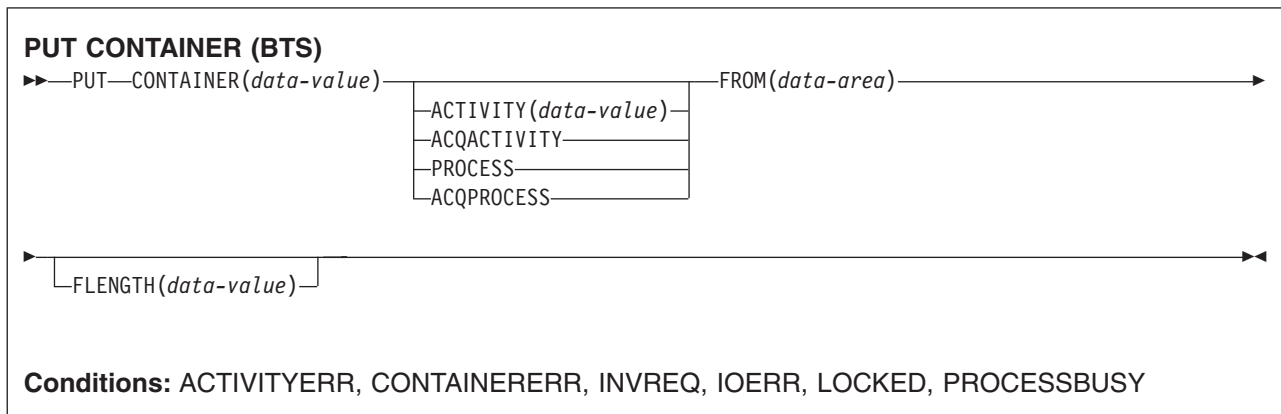 PUT CONTAINER (BTS)
PUT CONTAINER(data-value) FROM(data-area)
ACTIVITY(data-value)
ACQACTIVITY
PROCESS
ACQPROCESS
FLENGTH(data-value)
Conditions: ACTIVITYERR, CONTAINERERR, INVREQ, IOERR, LOCKED, PROCESSBUSY